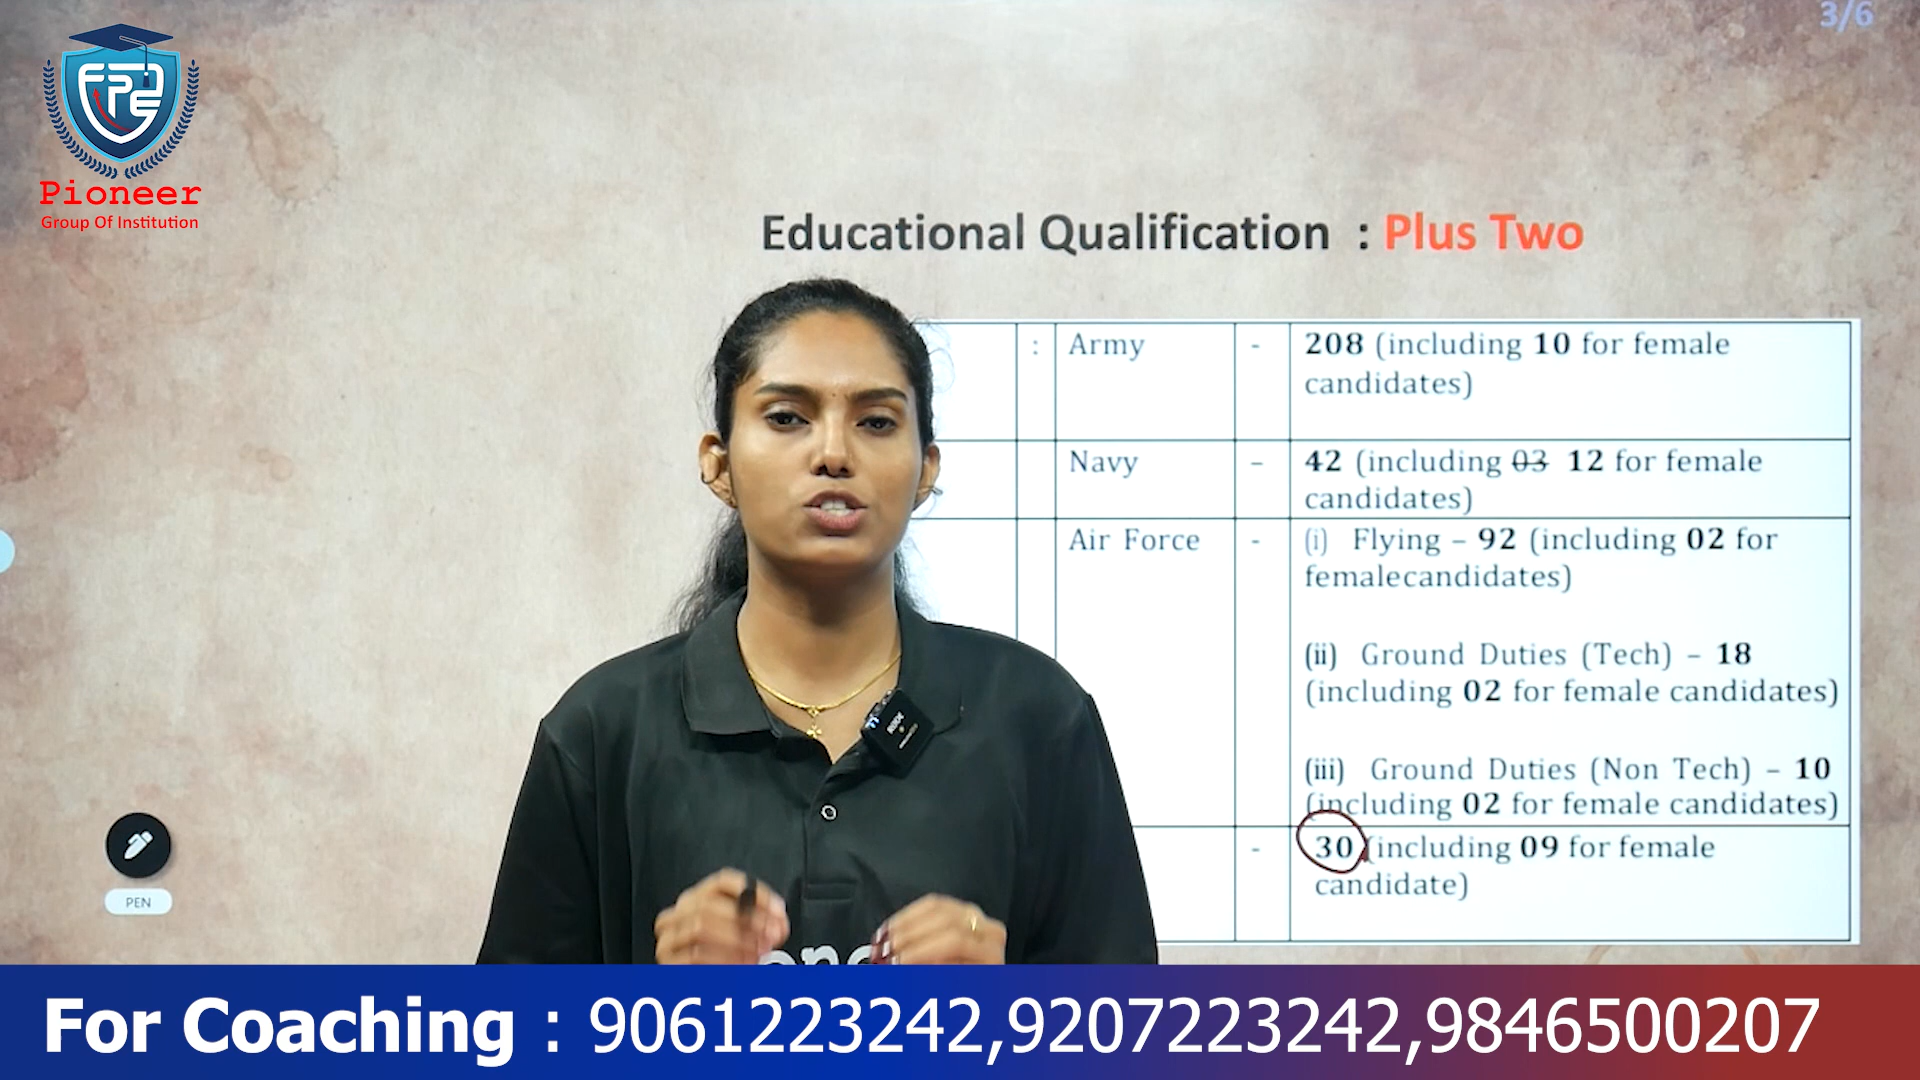 3/6
FPEG
Pioneer
Group Of Institution
Educational Qualification : Plus Two
: Army - 208 (including 10 for female
candidates)
Navy – 42 (including 03 12 for female
candidates)
Air Force - (i) Flying – 92 (including 02 for
femalecandidates)
(ii) Ground Duties (Tech) – 18
(including 02 for female candidates)
(iii) Ground Duties (Non Tech) – 10
(including 02 for female candidates)
- 30 (including 09 for female
candidate)
PEN
For Coaching : 9061223242,9207223242,9846500207